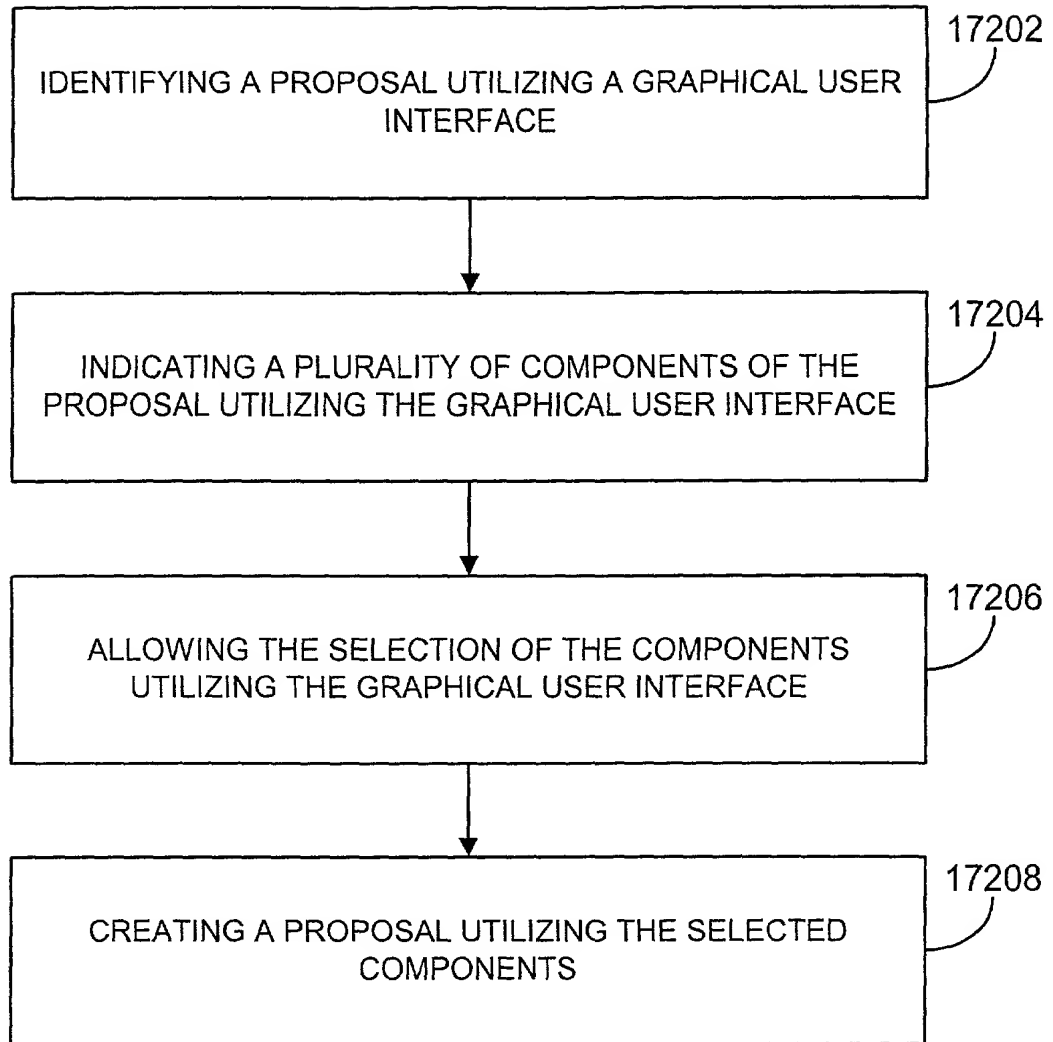 17202
IDENTIFYING A PROPOSAL UTILIZING A GRAPHICAL USER
INTERFACE
17204
INDICATING A PLURALITY OF COMPONENTS OF THE
PROPOSAL UTILIZING THE GRAPHICAL USER INTERFACE
17206
ALLOWING THE SELECTION OF THE COMPONENTS
UTILIZING THE GRAPHICAL USER INTERFACE
17208
CREATING A PROPOSAL UTILIZING THE SELECTED
COMPONENTS